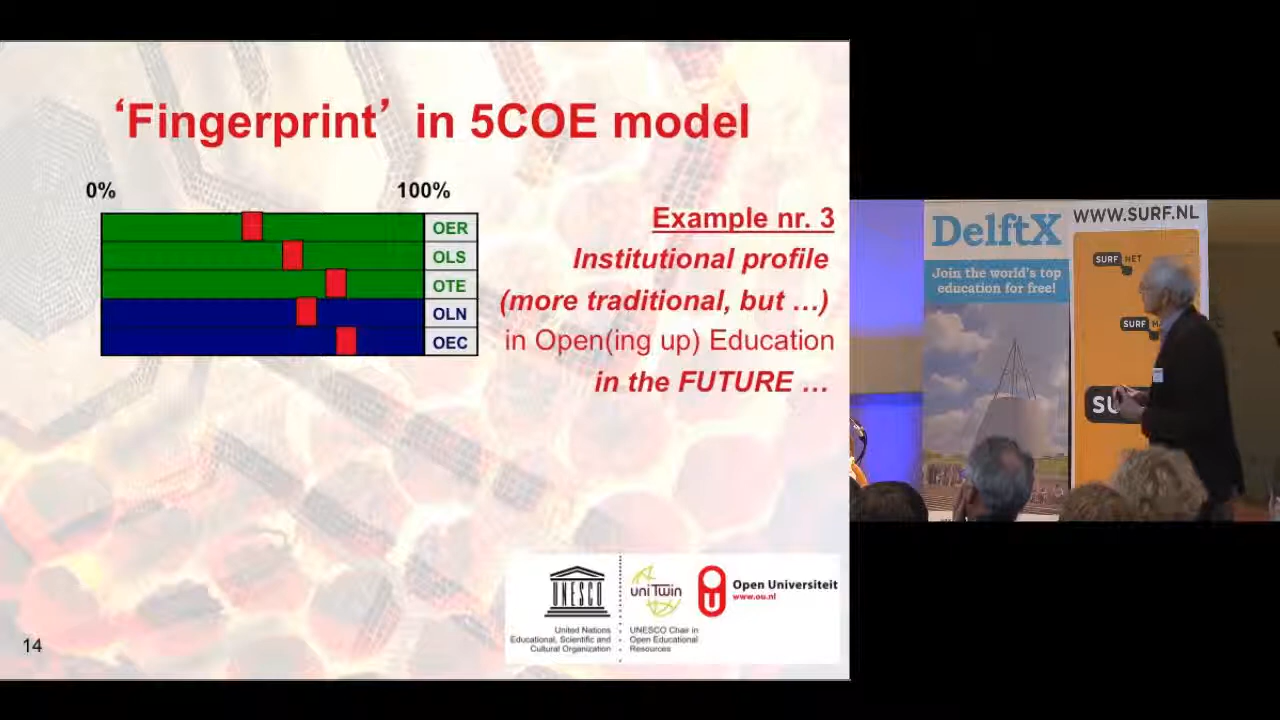 ‘Fingerprint’ in 5COE model
0%
100%
OER
OLS
OTE
OLN
OEC
Example nr. 3
Institutional profile
(more traditional, but …)
in Open(ing up) Education
in the FUTURE …
UNESCO
United Nations
Educational, Scientific and
Cultural Organization
uniTwin
UNESCO Chair in
Open Educational
Resources
Open Universiteit
www.ou.nl
14
DelftX
Join the world's top
education for free!
WWW.SURF.NL
SURF NET
SURF